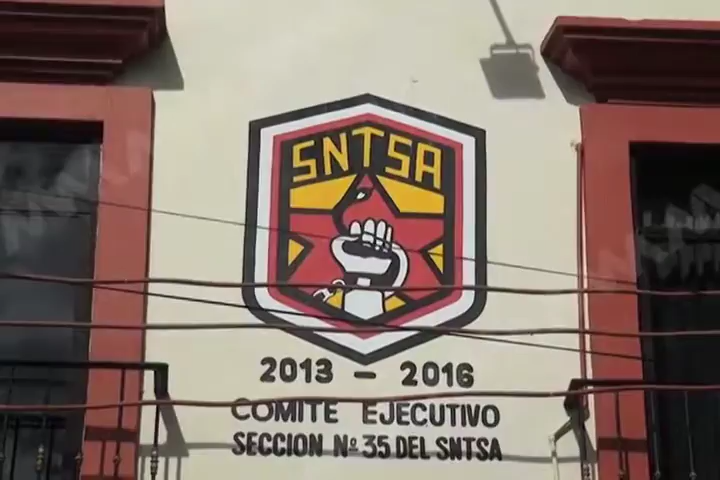 SNTSA
2013 - 2016
COMITE EJECUTIVO
SECCION Nº 35 DEL SNTSA